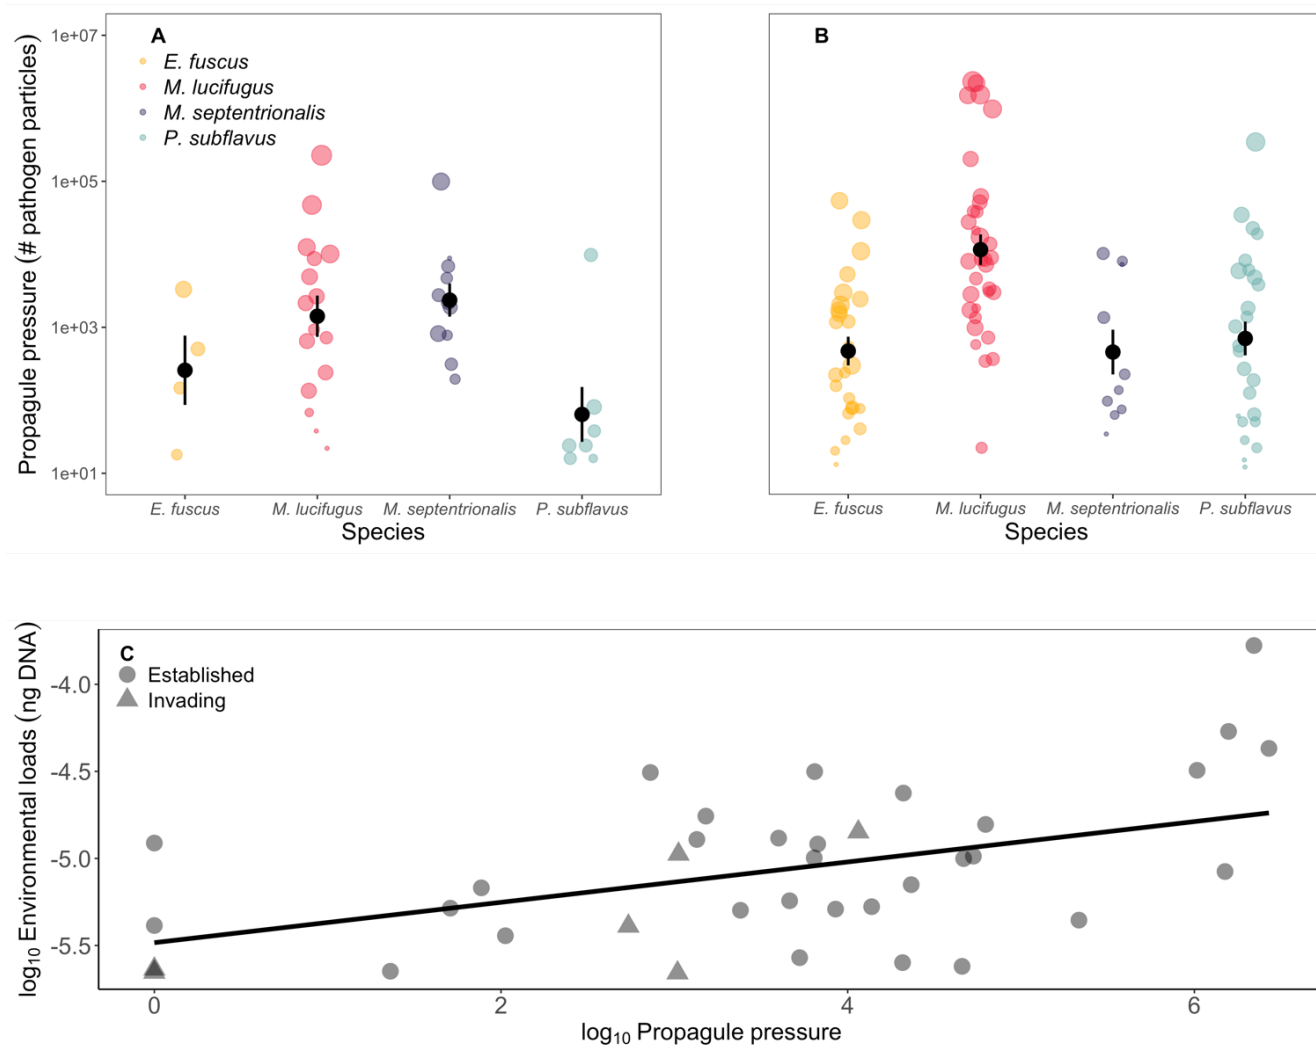 Propagule pressure (# pathogen particles)
1e+07
1e+05
1e+03
1e+01
A
E. fuscus
M. lucifugus
M. septentrionalis
P. subflavus
E. fuscus M. lucifugus M. septentrionalis P. subflavus
Species
B
E. fuscus M. lucifugus M. septentrionalis P. subflavus
Species
log10 Environmental loads (ng DNA)
-4.0
-4.5
-5.0
-5.5
C
Established
Invading
0 2 4 6
log10 Propagule pressure